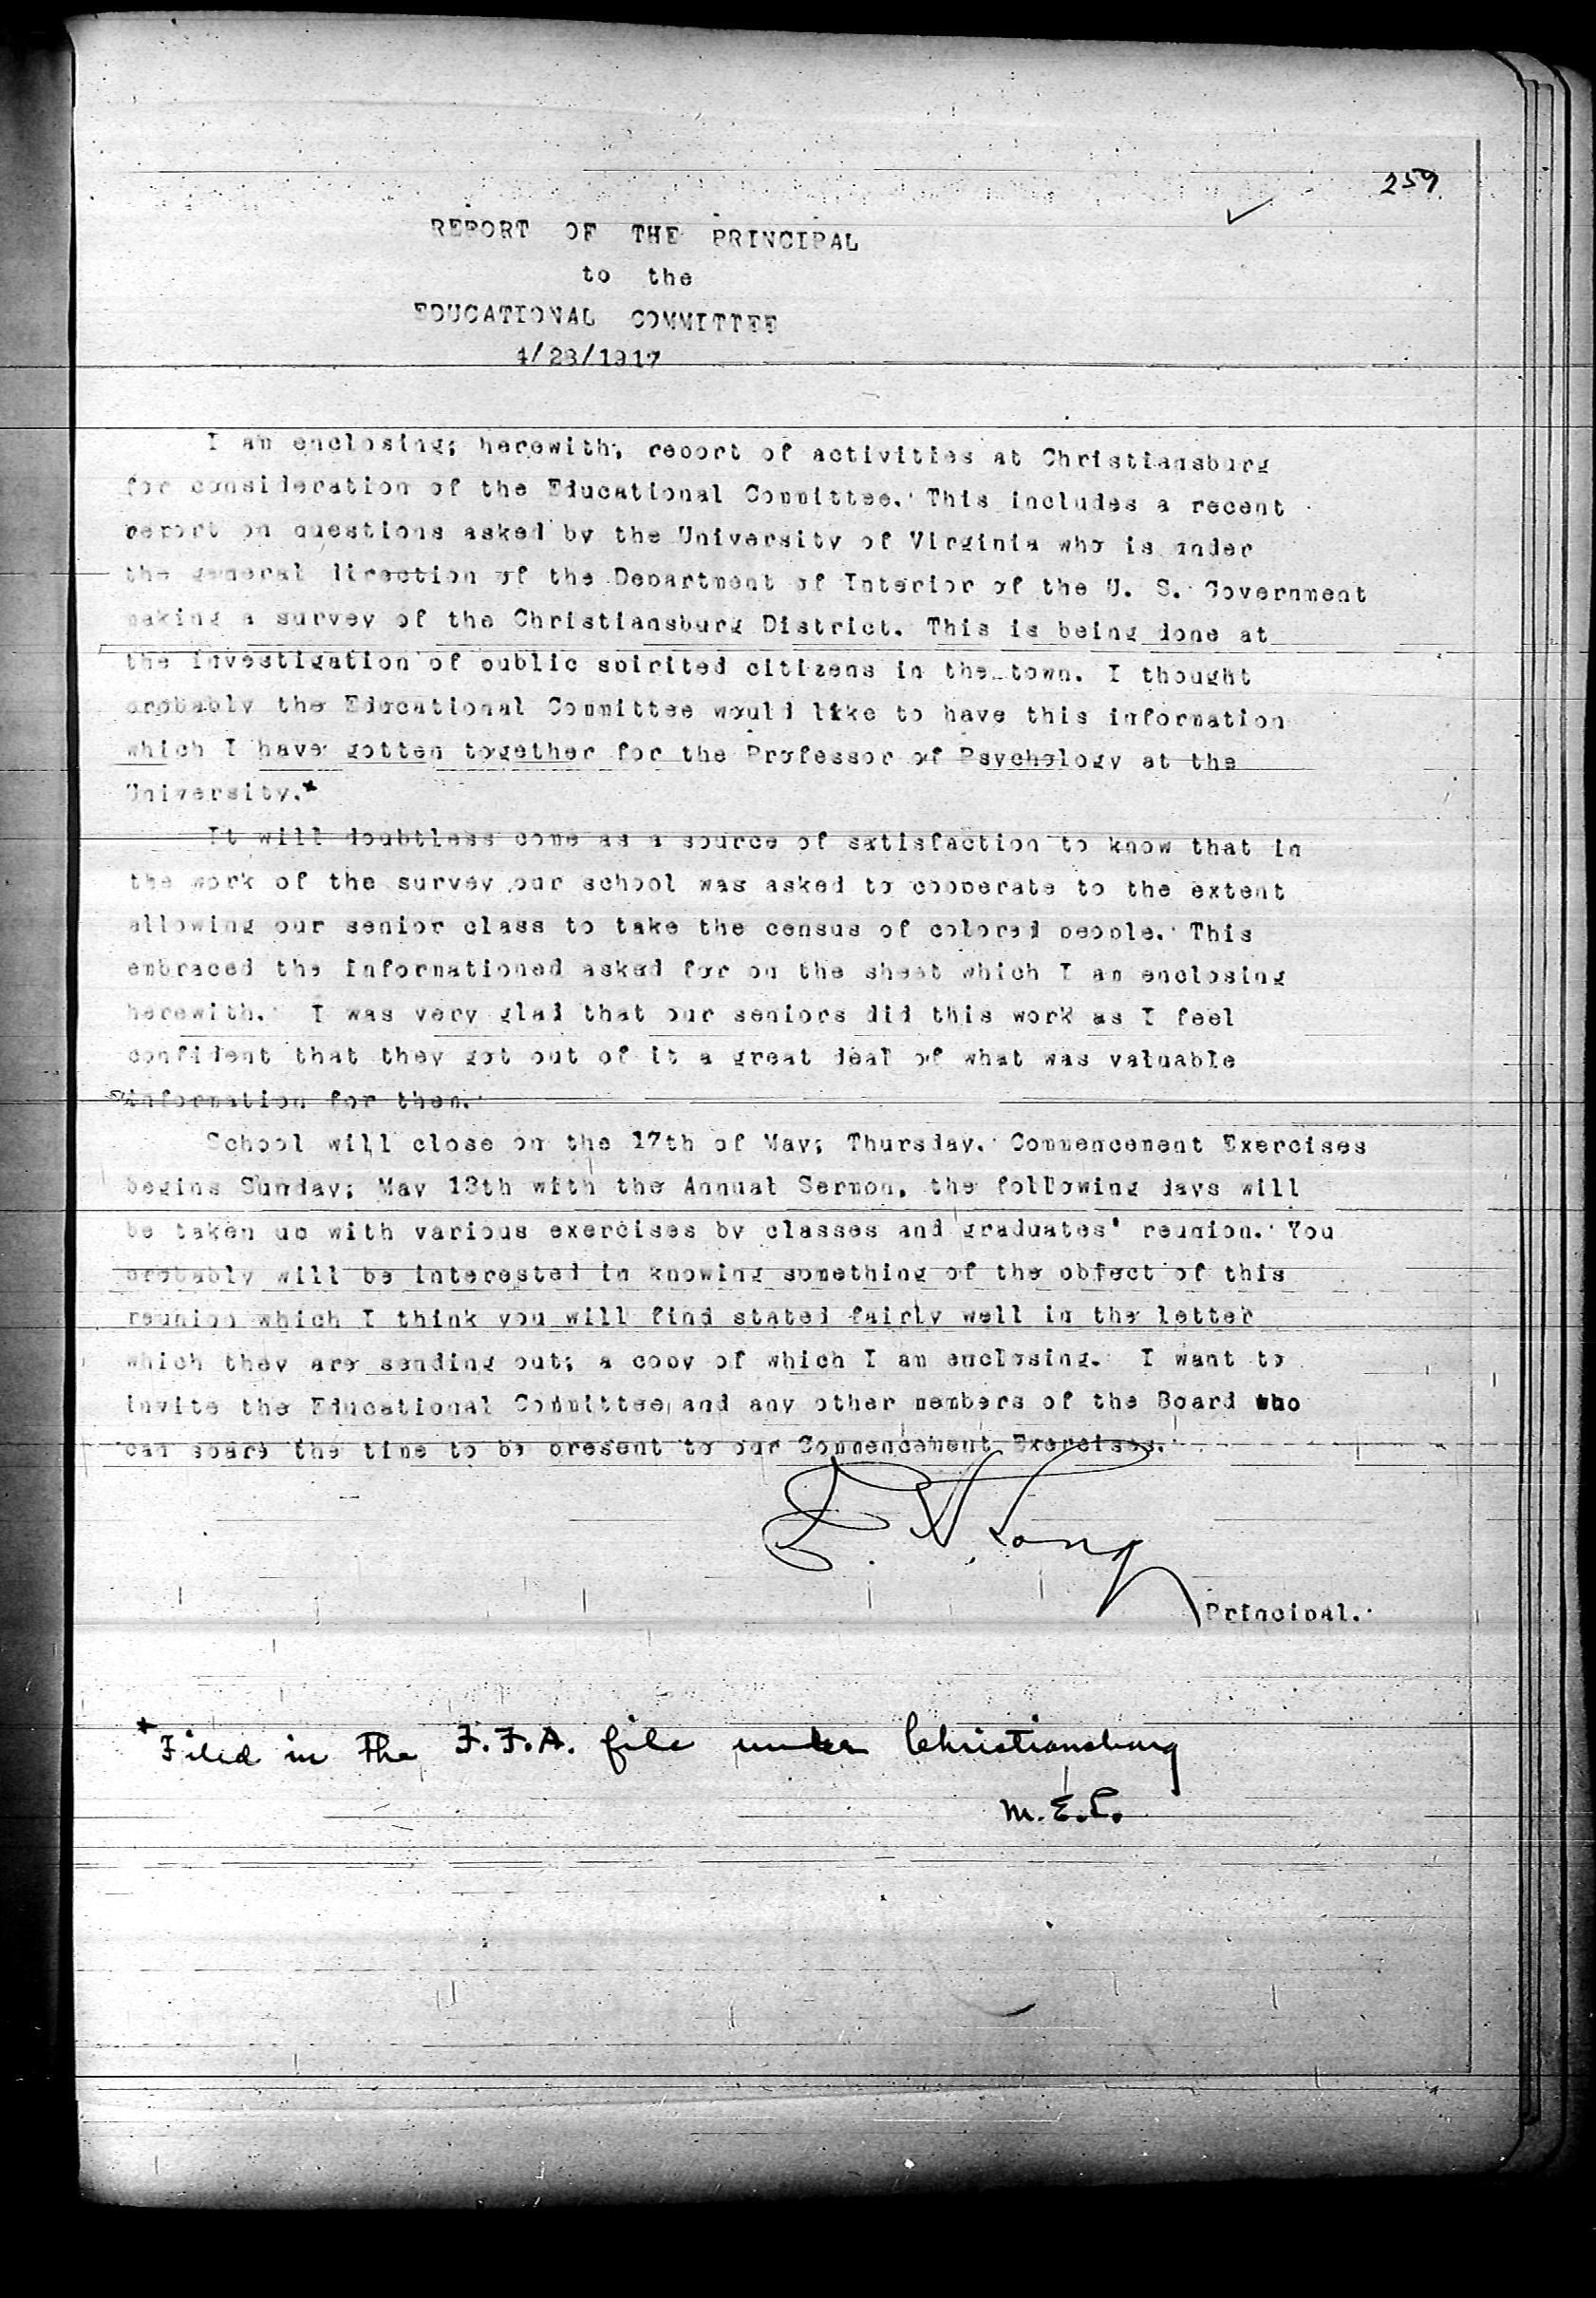 259
REPORT OF THE PRINCIPAL
to the
EDUCATIONAL COMMITTEE
4/23/1917
I am enclosing, herewith, report of activities at Christiansburg
for consideration of the Educational Committee. This includes a recent
report on questions asked by the University of Virginia who is under
the general direction of the Department of Interior of the U. S. Government
making a survey of the Christiansburg District. This is being done at
the investigation of public spirited citizens in the town. I thought
probably the Educational Committee would like to have this information
which I have gotten together for the Professor of Psychology at the
University.*
It will doubtless come as a source of satisfaction to know that in
the work of the survey our school was asked to cooperate to the extent
allowing our senior class to take the census of colored people. This
embraced the informationed asked for on the sheet which I am enclosing
herewith. I was very glad that our seniors did this work as I feel
confident that they got out of it a great deal of what was valuable
information for them.
School will close on the 17th of May, Thursday. Commencement Exercises
begins Sunday, May 13th with the Annual Sermon, the following days will
be taken up with various exercises by classes and graduates' reunion. You
probably will be interested in knowing something of the object of this
reunion which I think you will find stated fairly well in the letter
which they are sending out, a copy of which I am enclosing. I want to
invite the Educational Committee and any other members of the Board who
can spare the time to be present to our Commencement Exercises.
E. A. Long
Principal.
*Filed in the F.F.A. file under Christiansburg
M.E.P.